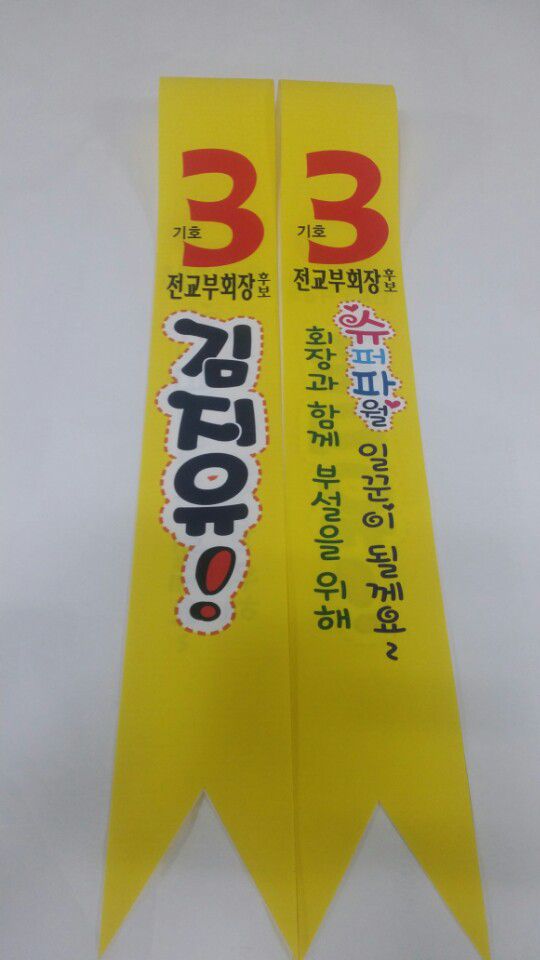 기호 3
전교부회장 후보
김지유!
기호 3
전교부회장 후보
회장과 함께 부설을 위해
슈퍼파월 일꾼이 될께요~